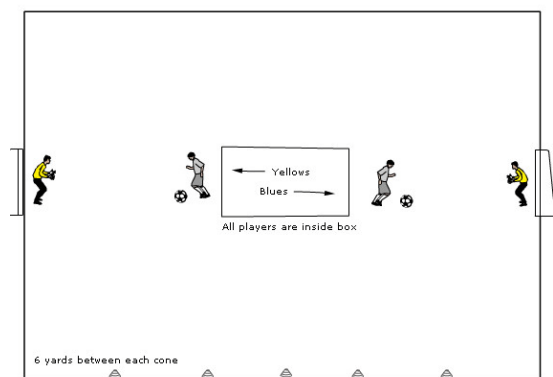 Yellows
Blues
All players are inside box
6 yards between each cone